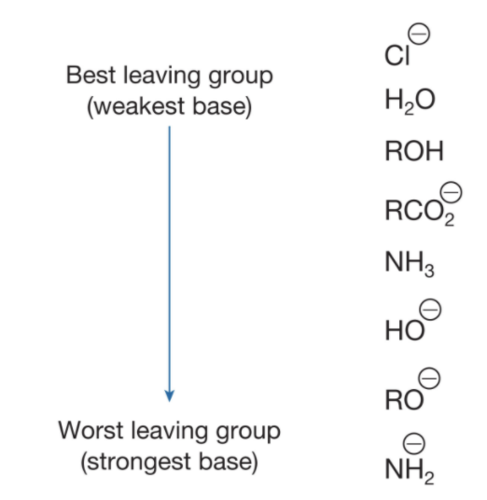 Best leaving group
(weakest base)
Worst leaving group
(strongest base)
Cl⊖
H₂O
ROH
RCO₂⊖
NH₃
HO⊖
RO⊖
NH₂⊖